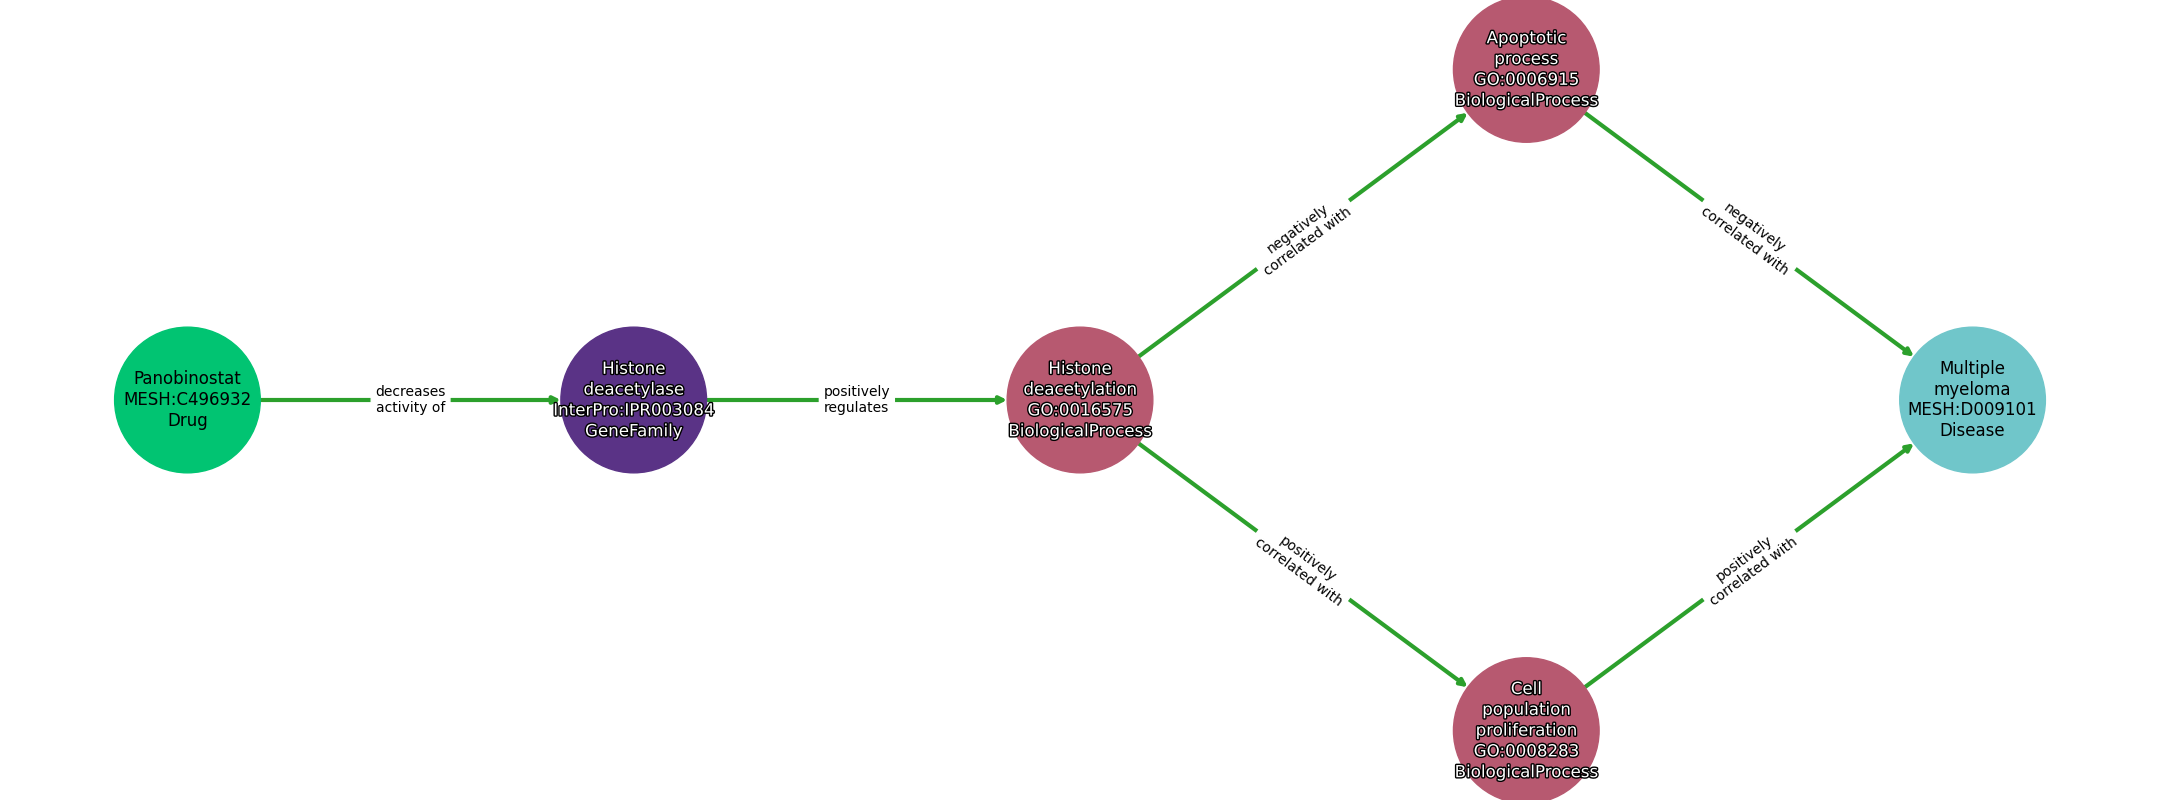 Apoptotic
process
GO:0006915
BiologicalProcess
negatively
correlated with
negatively
correlated with
Panobinostat
MESH:C496932
Drug
decreases
activity of
Histone
deacetylase
InterPro:IPR003084
GeneFamily
positively
regulates
Histone
deacetylation
GO:0016575
BiologicalProcess
Multiple
myeloma
MESH:D009101
Disease
positively
correlated with
positively
correlated with
Cell
population
proliferation
GO:0008283
BiologicalProcess